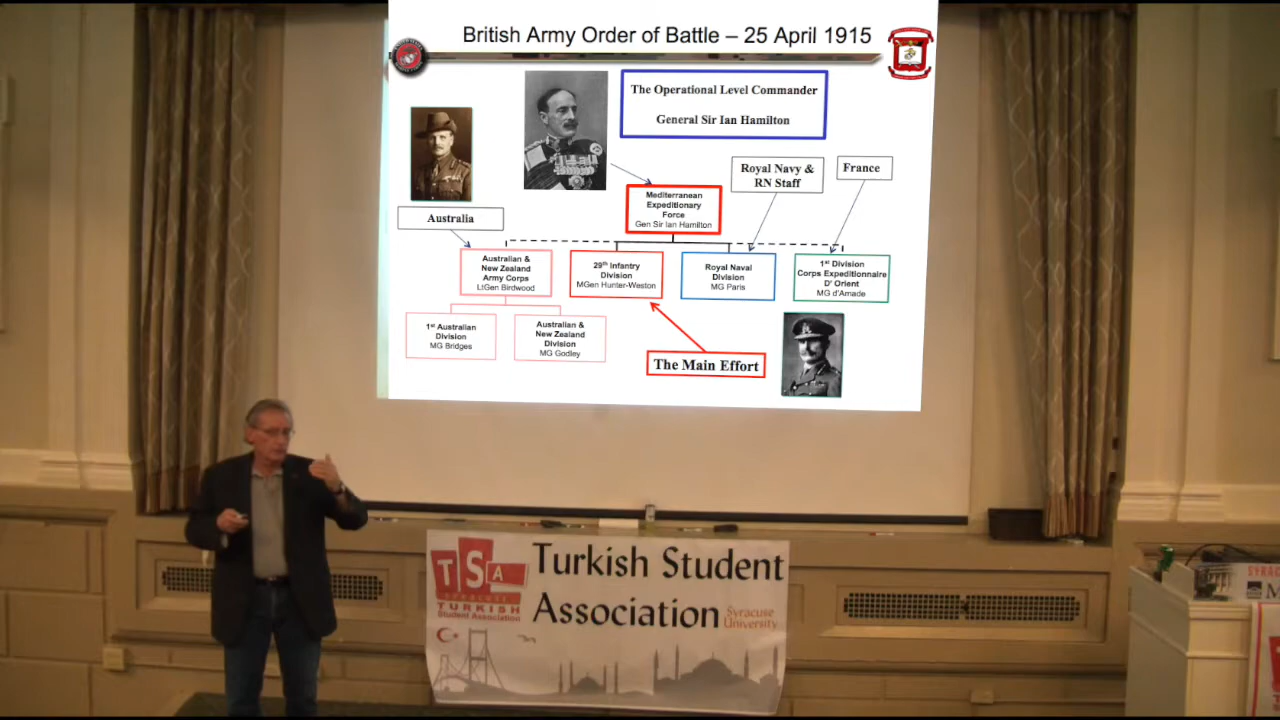 British Army Order of Battle – 25 April 1915
The Operational Level Commander
General Sir Ian Hamilton
Royal Navy &
RN Staff
France
Mediterranean
Expeditionary
Force
Gen Sir Ian Hamilton
Australia
Australian &
New Zealand
Army Corps
LtGen Birdwood
29th Infantry
Division
MGen Hunter-Weston
Royal Naval
Division
MG Paris
1st Division
Corps Expeditionnaire
D' Orient
MG d'Amade
1st Australian
Division
MG Bridges
Australian &
New Zealand
Division
MG Godley
The Main Effort
TSA
TURKISH
Student Association
Turkish Student
Association
Syracuse
University